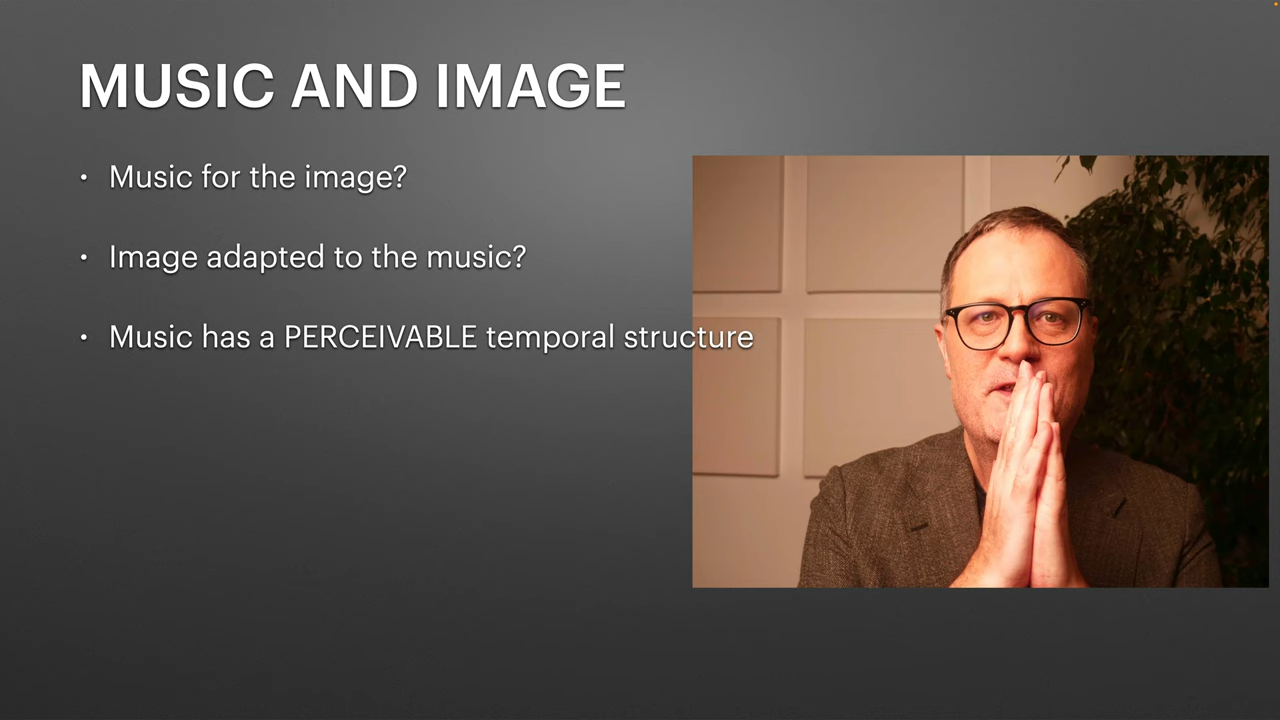 MUSIC AND IMAGE
• Music for the image?
• Image adapted to the music?
• Music has a PERCEIVABLE temporal structure